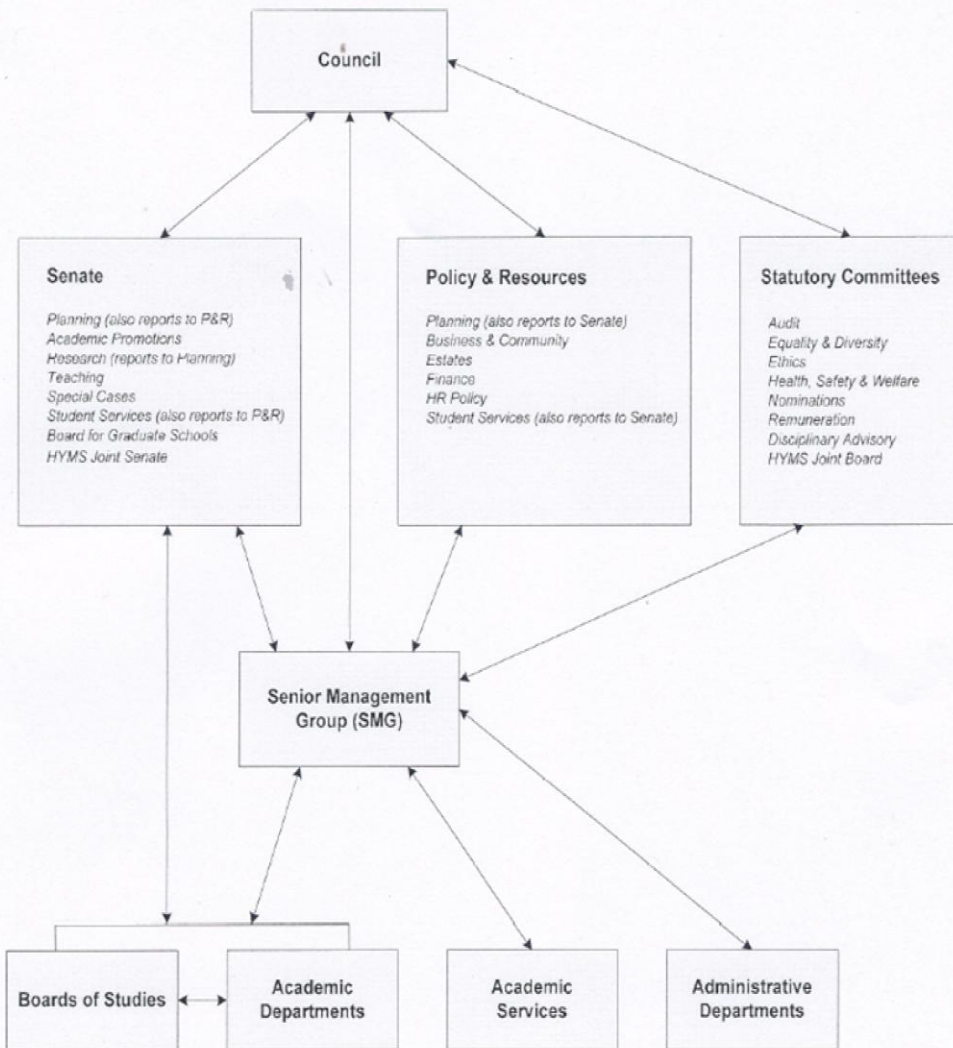 Council
Senate
Planning (also reports to P&R)
Academic Promotions
Research (reports to Planning)
Teaching
Special Cases
Student Services (also reports to P&R)
Board for Graduate Schools
HYMS Joint Senate
Policy & Resources
Planning (also reports to Senate)
Business & Community
Estates
Finance
HR Policy
Student Services (also reports to Senate)
Statutory Committees
Audit
Equality & Diversity
Ethics
Health, Safety & Welfare
Nominations
Remuneration
Disciplinary Advisory
HYMS Joint Board
Senior Management
Group (SMG)
Boards of Studies
Academic
Departments
Academic
Services
Administrative
Departments